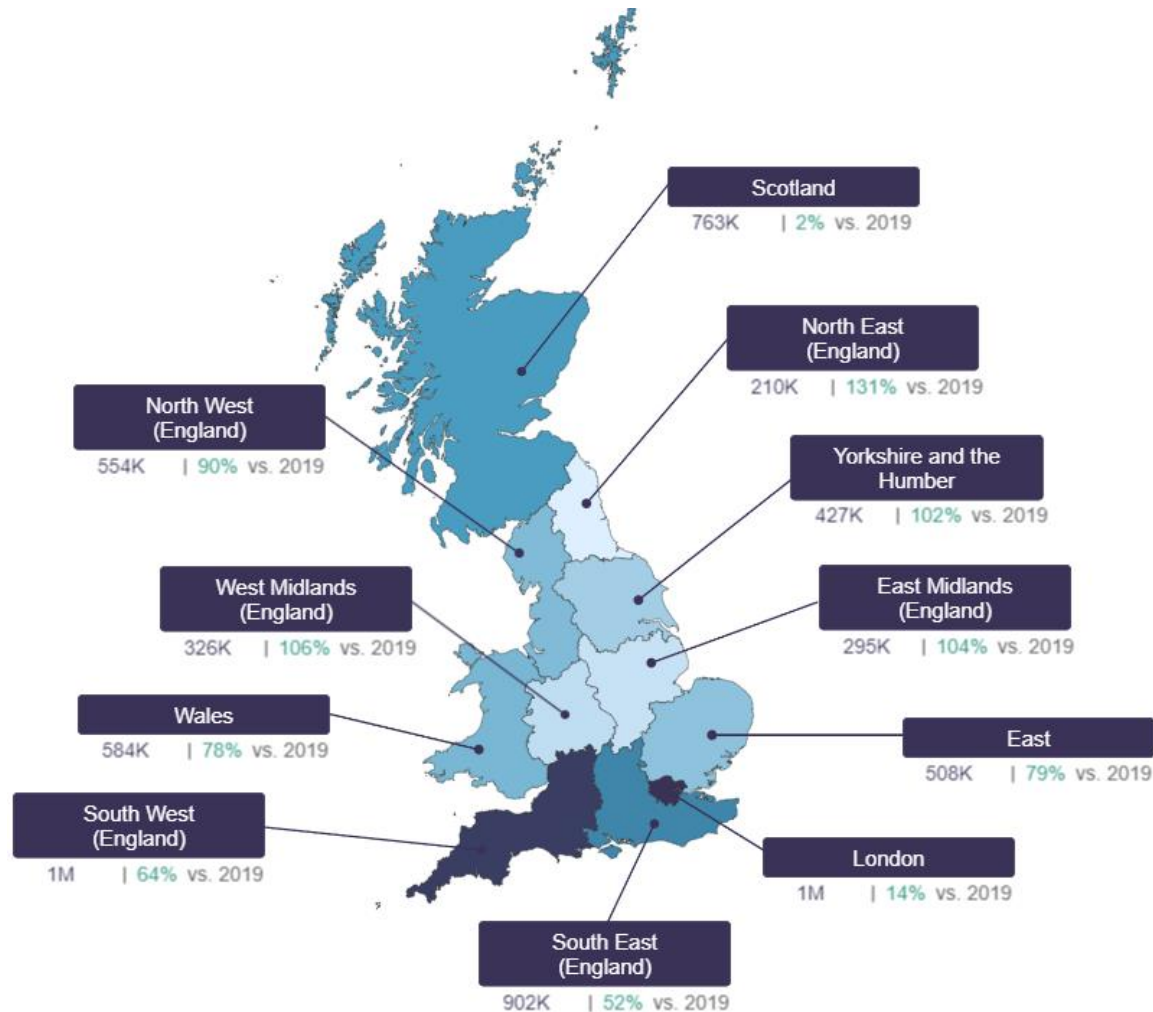 Scotland
763K | 2% vs. 2019
North East
(England)
210K | 131% vs. 2019
North West
(England)
554K | 90% vs. 2019
Yorkshire and the
Humber
427K | 102% vs. 2019
West Midlands
(England)
326K | 106% vs. 2019
East Midlands
(England)
295K | 104% vs. 2019
Wales
584K | 78% vs. 2019
East
508K | 79% vs. 2019
South West
(England)
1M | 64% vs. 2019
London
1M | 14% vs. 2019
South East
(England)
902K | 52% vs. 2019